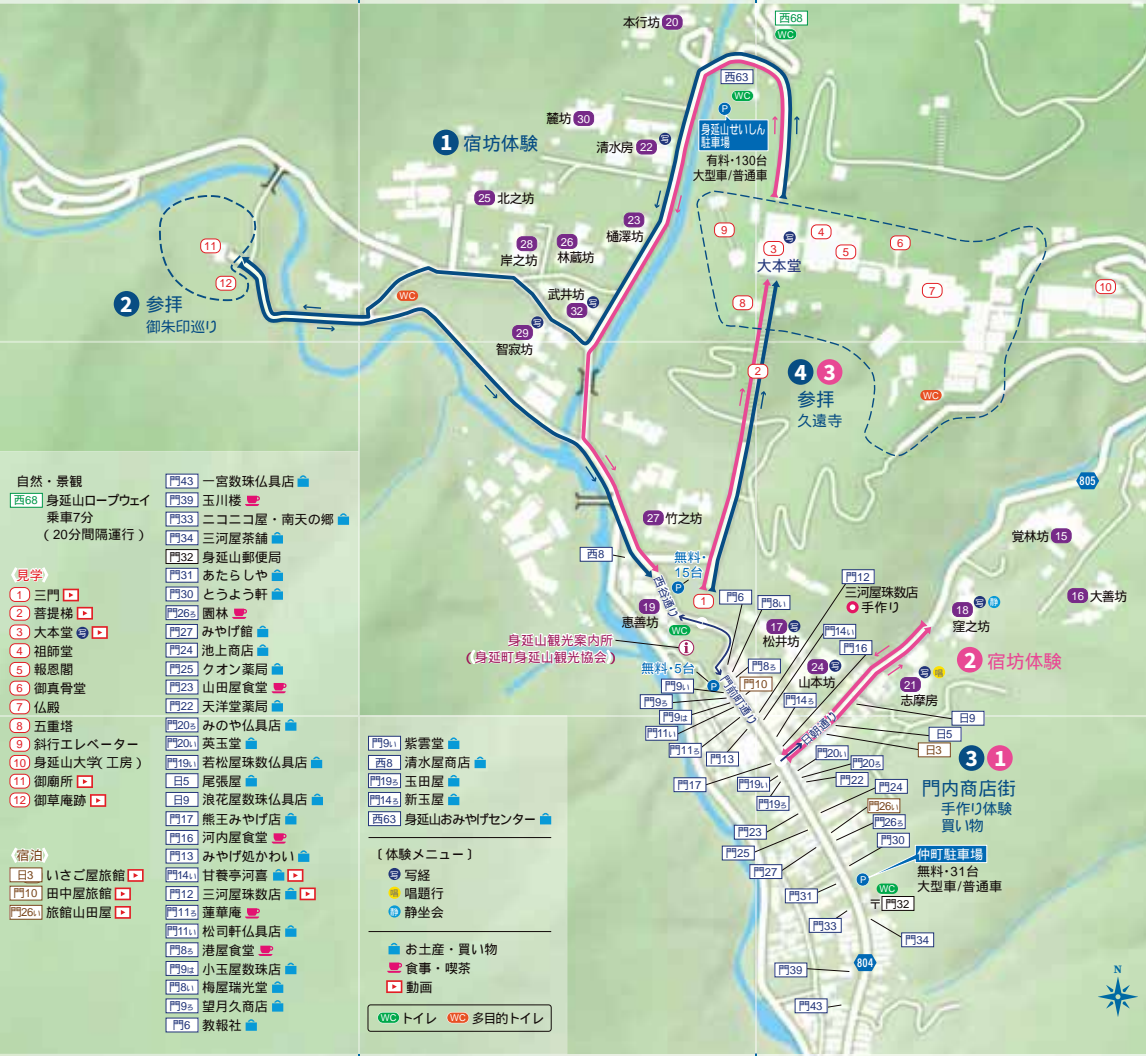 本行坊 20
西68
WC
西63
WC
P
身延山せいしん
駐車場
有料・130台
大型車/普通車
麓坊 30
1 宿坊体験
清水房 22 写
25 北之坊
23
樋澤坊
28
岸之坊
26
林蔵坊
武井坊 写
32
写
29
智寂坊
11
12
2 参拝
御朱印巡り
WC
9
3 写
大本堂
4
5
6
7
8
10
2
4 3
参拝
久遠寺
WC
805
覚林坊 15
16 大善坊
27 竹之坊
西8
無料・
15台
P
1
西谷通り
19
恵善坊
WC
身延山観光案内所
(身延町身延山観光協会)
i
無料・5台
P
門6
門8い
17 写
松井坊
門12
三河屋数珠店
手作り
門14い
門16
24 写
山本坊
18 写 静
窪之坊
2 宿坊体験
21 写 唱
志摩房
門8ろ
門10
門9い
門9ろ
門9は
門11い
門11ろ
門13
門前町通り
門14ろ
日朝通り
日9
日5
日3
門17
門19い
門19ろ
門20い
門20ろ
門22
門24
門26い
門26ろ
門30
3 1
門内商店街
手作り体験
買い物
門23
門25
門27
門31
門33
仲町駐車場
無料・31台
大型車/普通車
P
WC
〒門32
門34
門39
804
門43
N
自然・景観
西68 身延山ロープウェイ
乗車7分
(20分間隔運行)
見学
1 三門
2 菩提梯
3 大本堂 写
4 祖師堂
5 報恩閣
6 御真骨堂
7 仏殿
8 五重塔
9 斜行エレベーター
10 身延山大学(工房)
11 御廟所
12 御草庵跡
宿泊
日3 いさご屋旅館
門10 田中屋旅館
門26い 旅館山田屋
門43 一宮数珠仏具店
門39 玉川楼
門33 ニコニコ屋・南天の郷
門34 三河屋茶舗
門32 身延山郵便局
門31 あたらしや
門30 とうよう軒
門26ろ 園林
門27 みやげ館
門24 池上商店
門25 クオン薬局
門23 山田屋食堂
門22 天洋堂薬局
門20ろ みのや仏具店
門20い 英玉堂
門19い 若松屋数珠仏具店
日5 尾張屋
日9 浪花屋数珠仏具店
門17 熊王みやげ店
門16 河内屋食堂
門13 みやげ処かわい
門14い 甘養亭河喜
門12 三河屋数珠店
門11ろ 蓮華庵
門11い 松司軒仏具店
門8ろ 港屋食堂
門9は 小玉屋数珠店
門8い 梅屋瑞光堂
門9ろ 望月久商店
門6 教報社
門9い 紫雲堂
西8 清水屋商店
門19ろ 玉田屋
門14ろ 新玉屋
西63 身延山おみやげセンター
〔体験メニュー〕
写 写経
唱 唱題行
静 静坐会
お土産・買い物
食事・喫茶
動画
WC トイレ WC 多目的トイレ